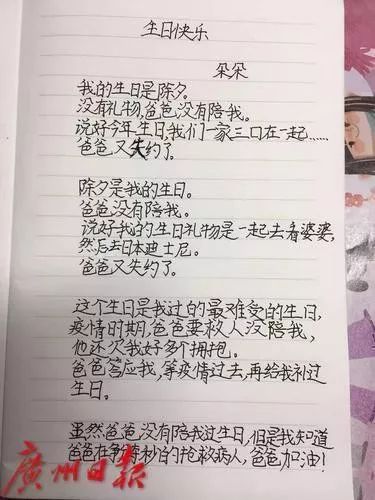 生日快乐
朵朵
我的生日是除夕。
没有礼物,爸爸没有陪我。
说好今年生日,我们一家三口在一起……
爸爸又失约了。
除夕是我的生日。
爸爸没有陪我。
说好我的生日礼物是一起去看婆婆,
然后去日本迪士尼。
爸爸又失约了。
这个生日是我过的最难受的生日,
疫情时期,爸爸要救人没陪我,
他还欠我好多个拥抱。
爸爸答应我,等疫情过去,再给我补过
生日。
虽然爸爸没有陪我过生日,但是我知道
爸爸在争分夺秒的抢救病人,爸爸加油!
广州日报